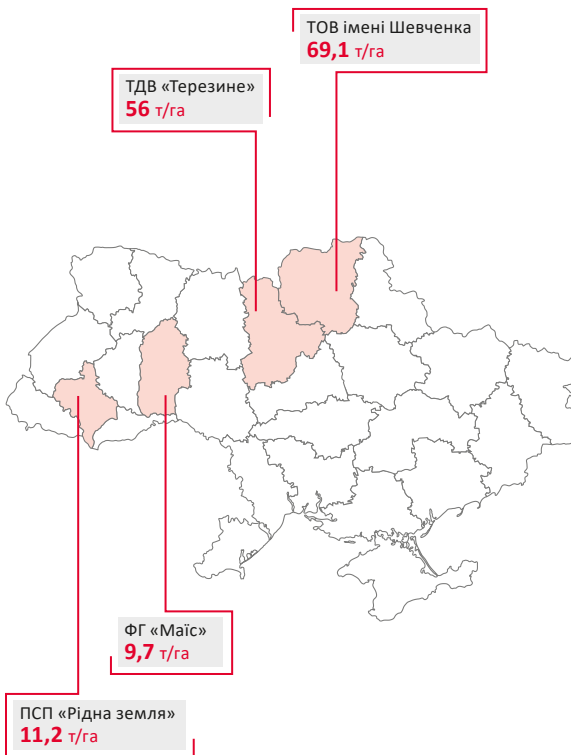 ТОВ імені Шевченка
69,1 т/га
ТДВ «Терезине»
56 т/га
ФГ «Маїс»
9,7 т/га
ПСП «Рідна земля»
11,2 т/га